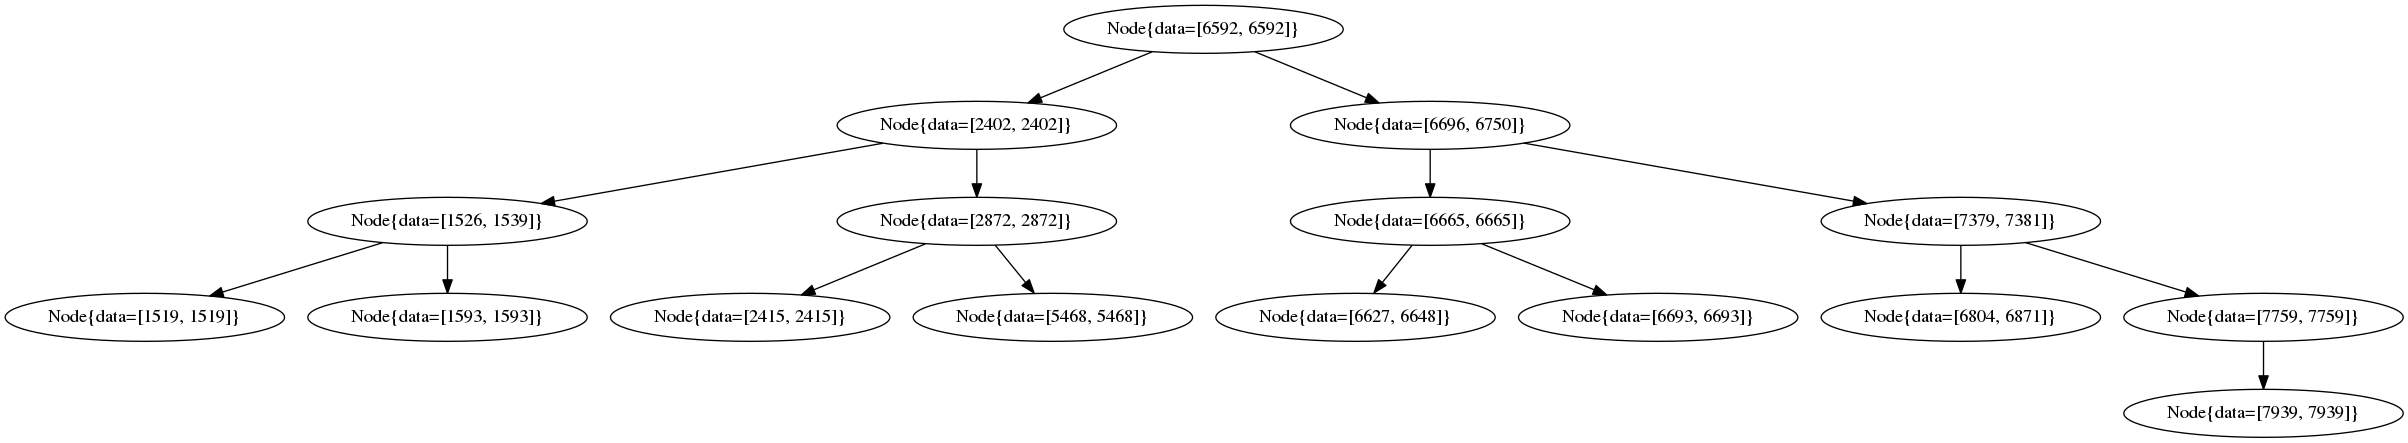 Node{data=[6592, 6592]}
Node{data=[2402, 2402]}
Node{data=[6696, 6750]}
Node{data=[1526, 1539]}
Node{data=[2872, 2872]}
Node{data=[6665, 6665]}
Node{data=[7379, 7381]}
Node{data=[1519, 1519]}
Node{data=[1593, 1593]}
Node{data=[2415, 2415]}
Node{data=[5468, 5468]}
Node{data=[6627, 6648]}
Node{data=[6693, 6693]}
Node{data=[6804, 6871]}
Node{data=[7759, 7759]}
Node{data=[7939, 7939]}